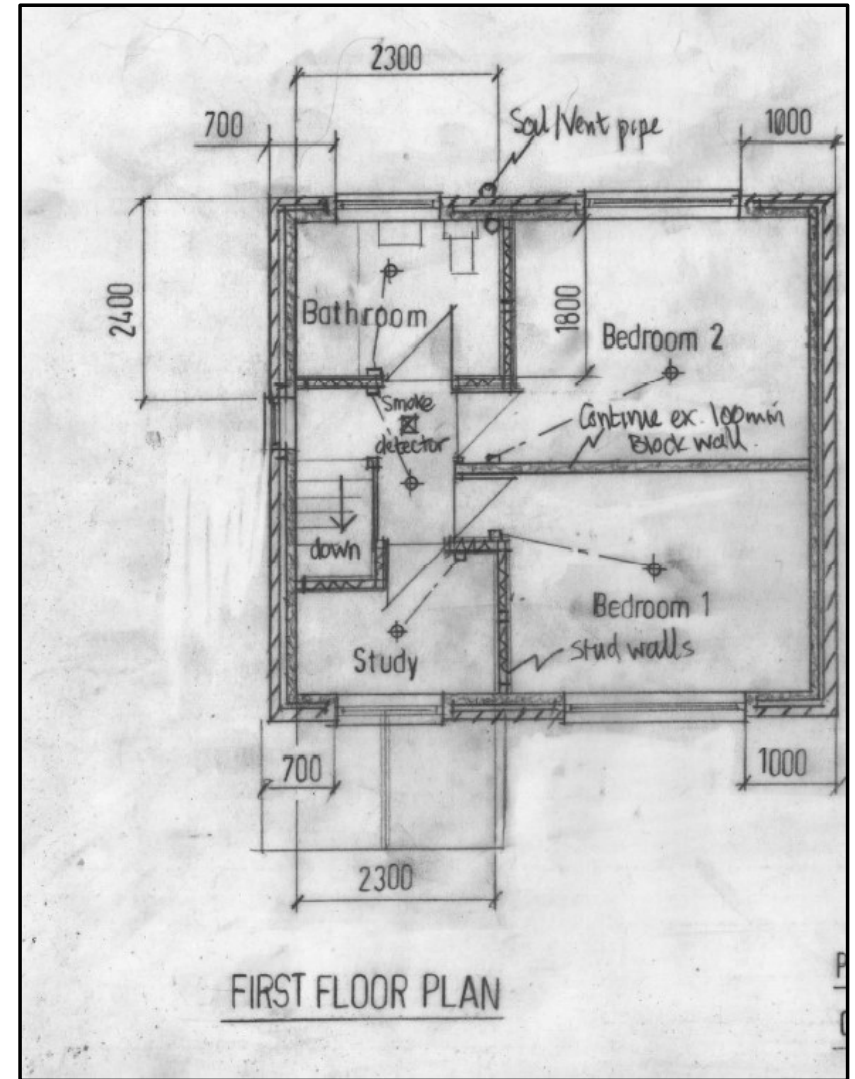 2300
Soil/Vent pipe
700
1000
2400
1800
Bathroom
Bedroom 2
Smoke
detector
Continue ex. 100mm
Block wall.
down
Bedroom 1
Study
stud walls
700
1000
2300
FIRST FLOOR PLAN
P